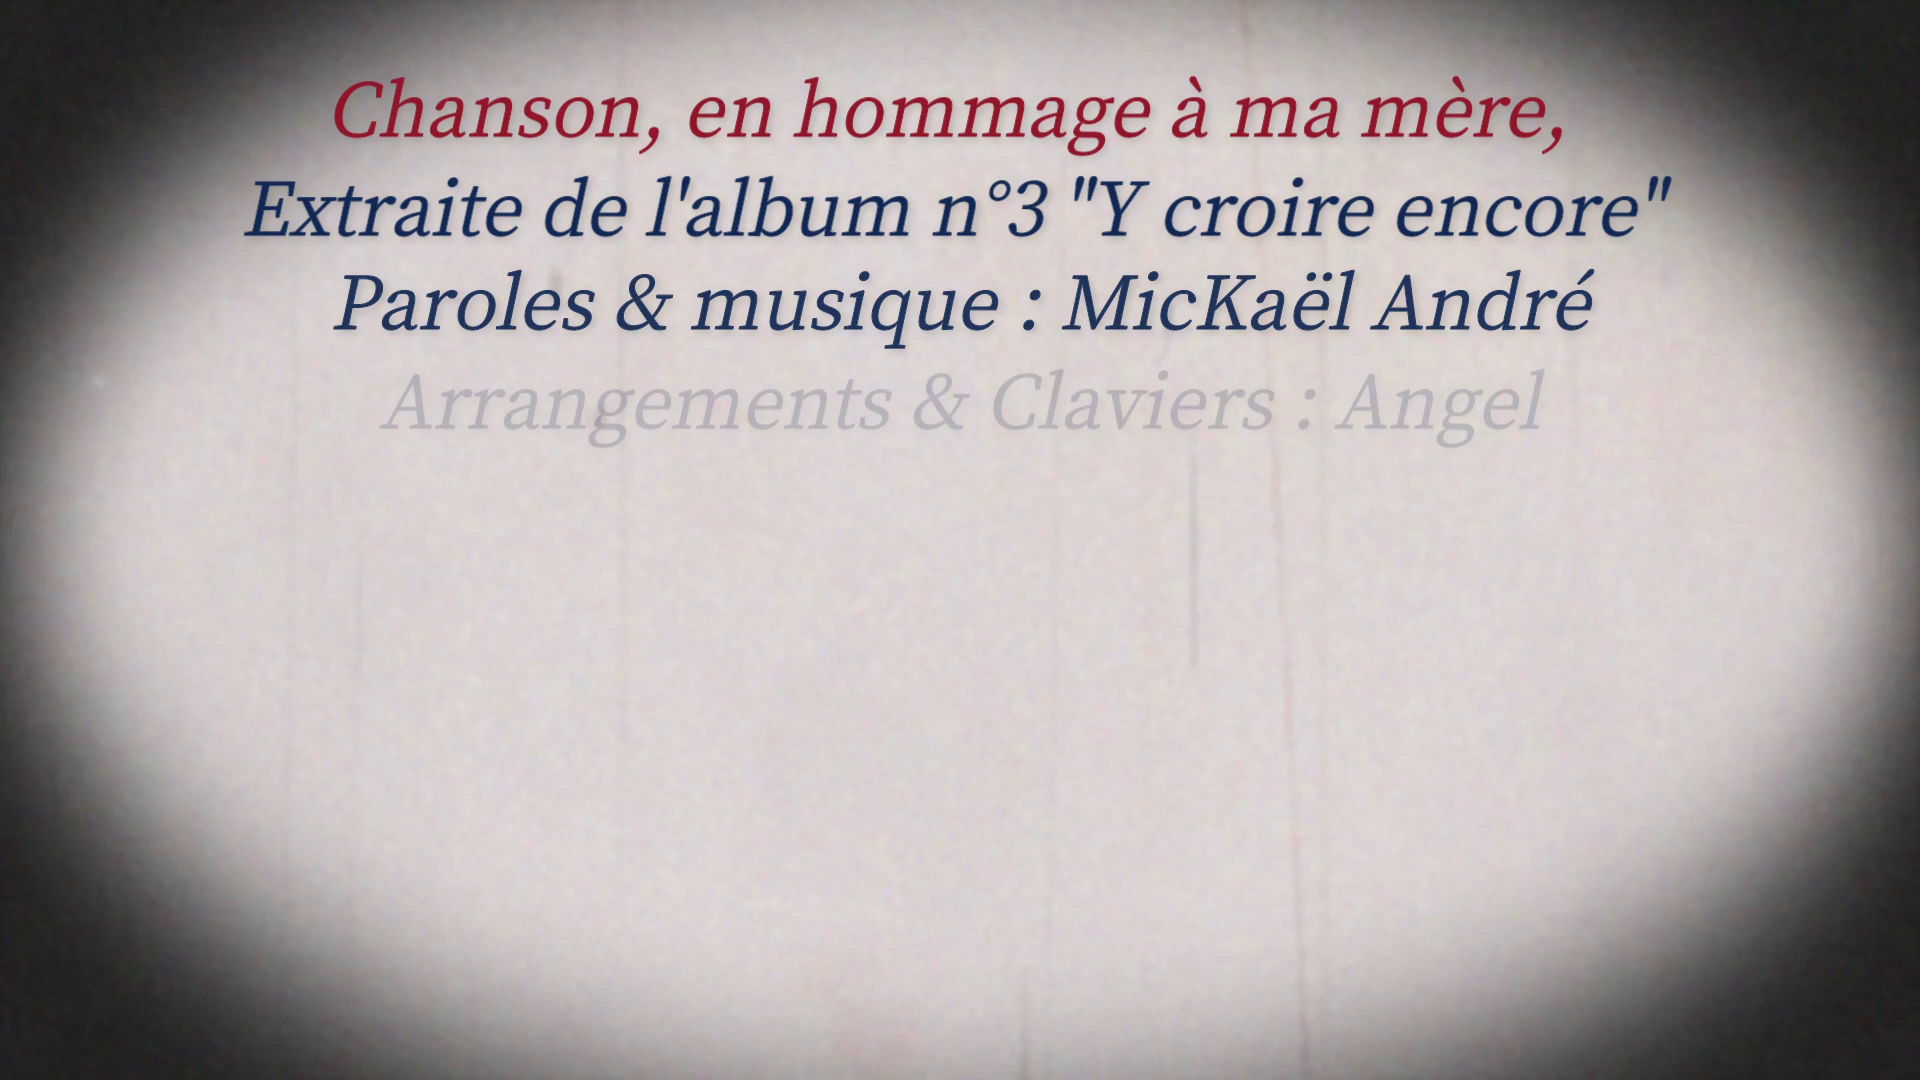 Chanson, en hommage à ma mère,
Extraite de l'album n°3 "Y croire encore"
Paroles & musique : MicKaël André
Arrangements & Claviers : Angel